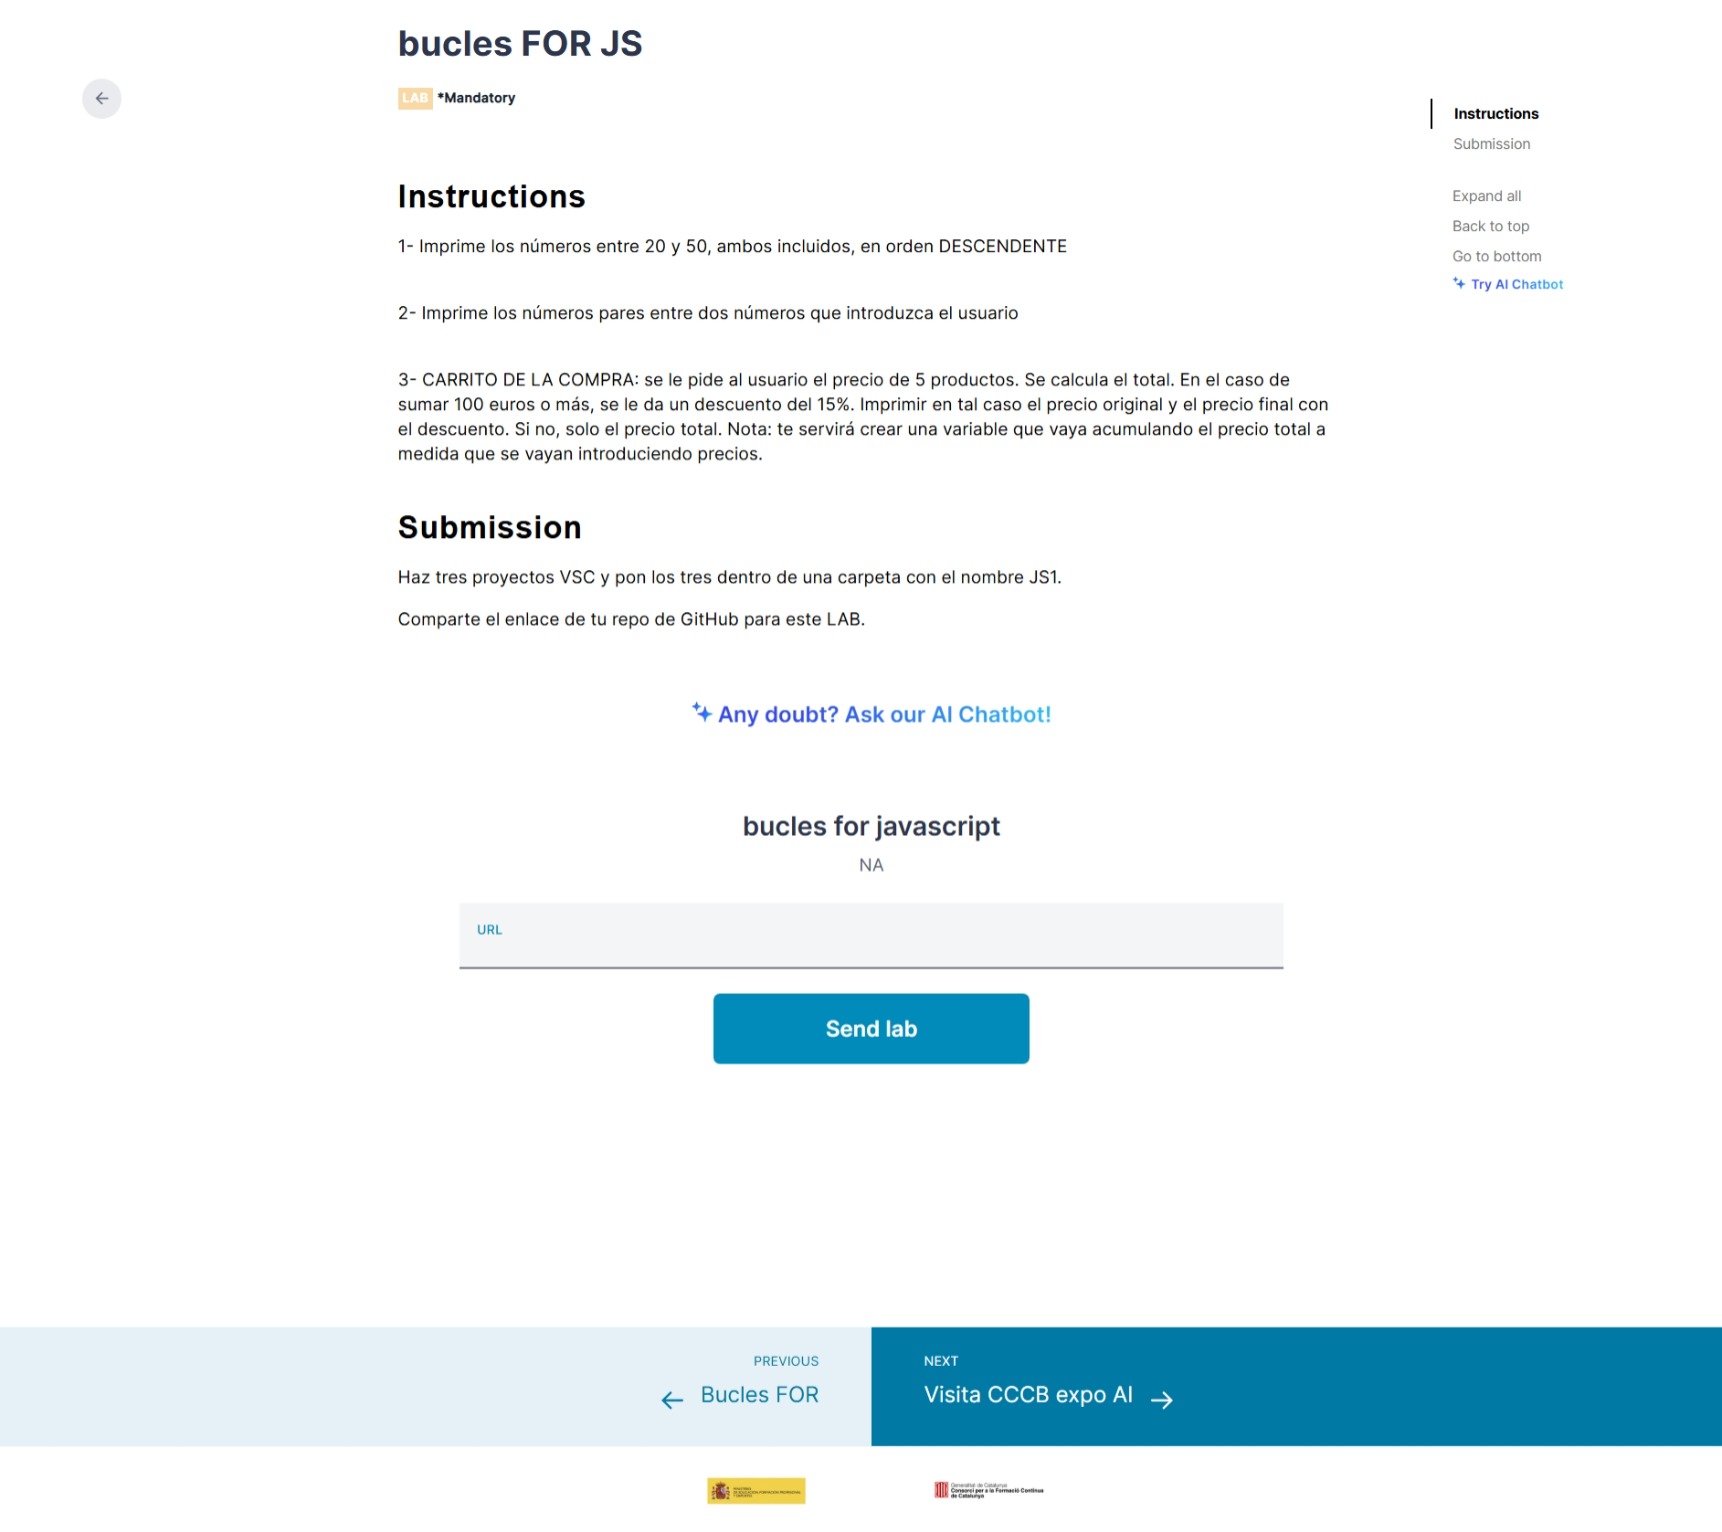 bucles FOR JS
LAB *Mandatory
Instructions
Submission
Expand all
Back to top
Go to bottom
Try AI Chatbot
Instructions
1- Imprime los números entre 20 y 50, ambos incluidos, en orden DESCENDENTE
2- Imprime los números pares entre dos números que introduzca el usuario
3- CARRITO DE LA COMPRA: se le pide al usuario el precio de 5 productos. Se calcula el total. En el caso de
sumar 100 euros o más, se le da un descuento del 15%. Imprimir en tal caso el precio original y el precio final con
el descuento. Si no, solo el precio total. Nota: te servirá crear una variable que vaya acumulando el precio total a
medida que se vayan introduciendo precios.
Submission
Haz tres proyectos VSC y pon los tres dentro de una carpeta con el nombre JS1.
Comparte el enlace de tu repo de GitHub para este LAB.
Any doubt? Ask our AI Chatbot!
bucles for javascript
NA
URL
Send lab
PREVIOUS
Bucles FOR
NEXT
Visita CCCB expo AI
Generalitat de Catalunya
Consorci per a la Formació Contínua
de Catalunya